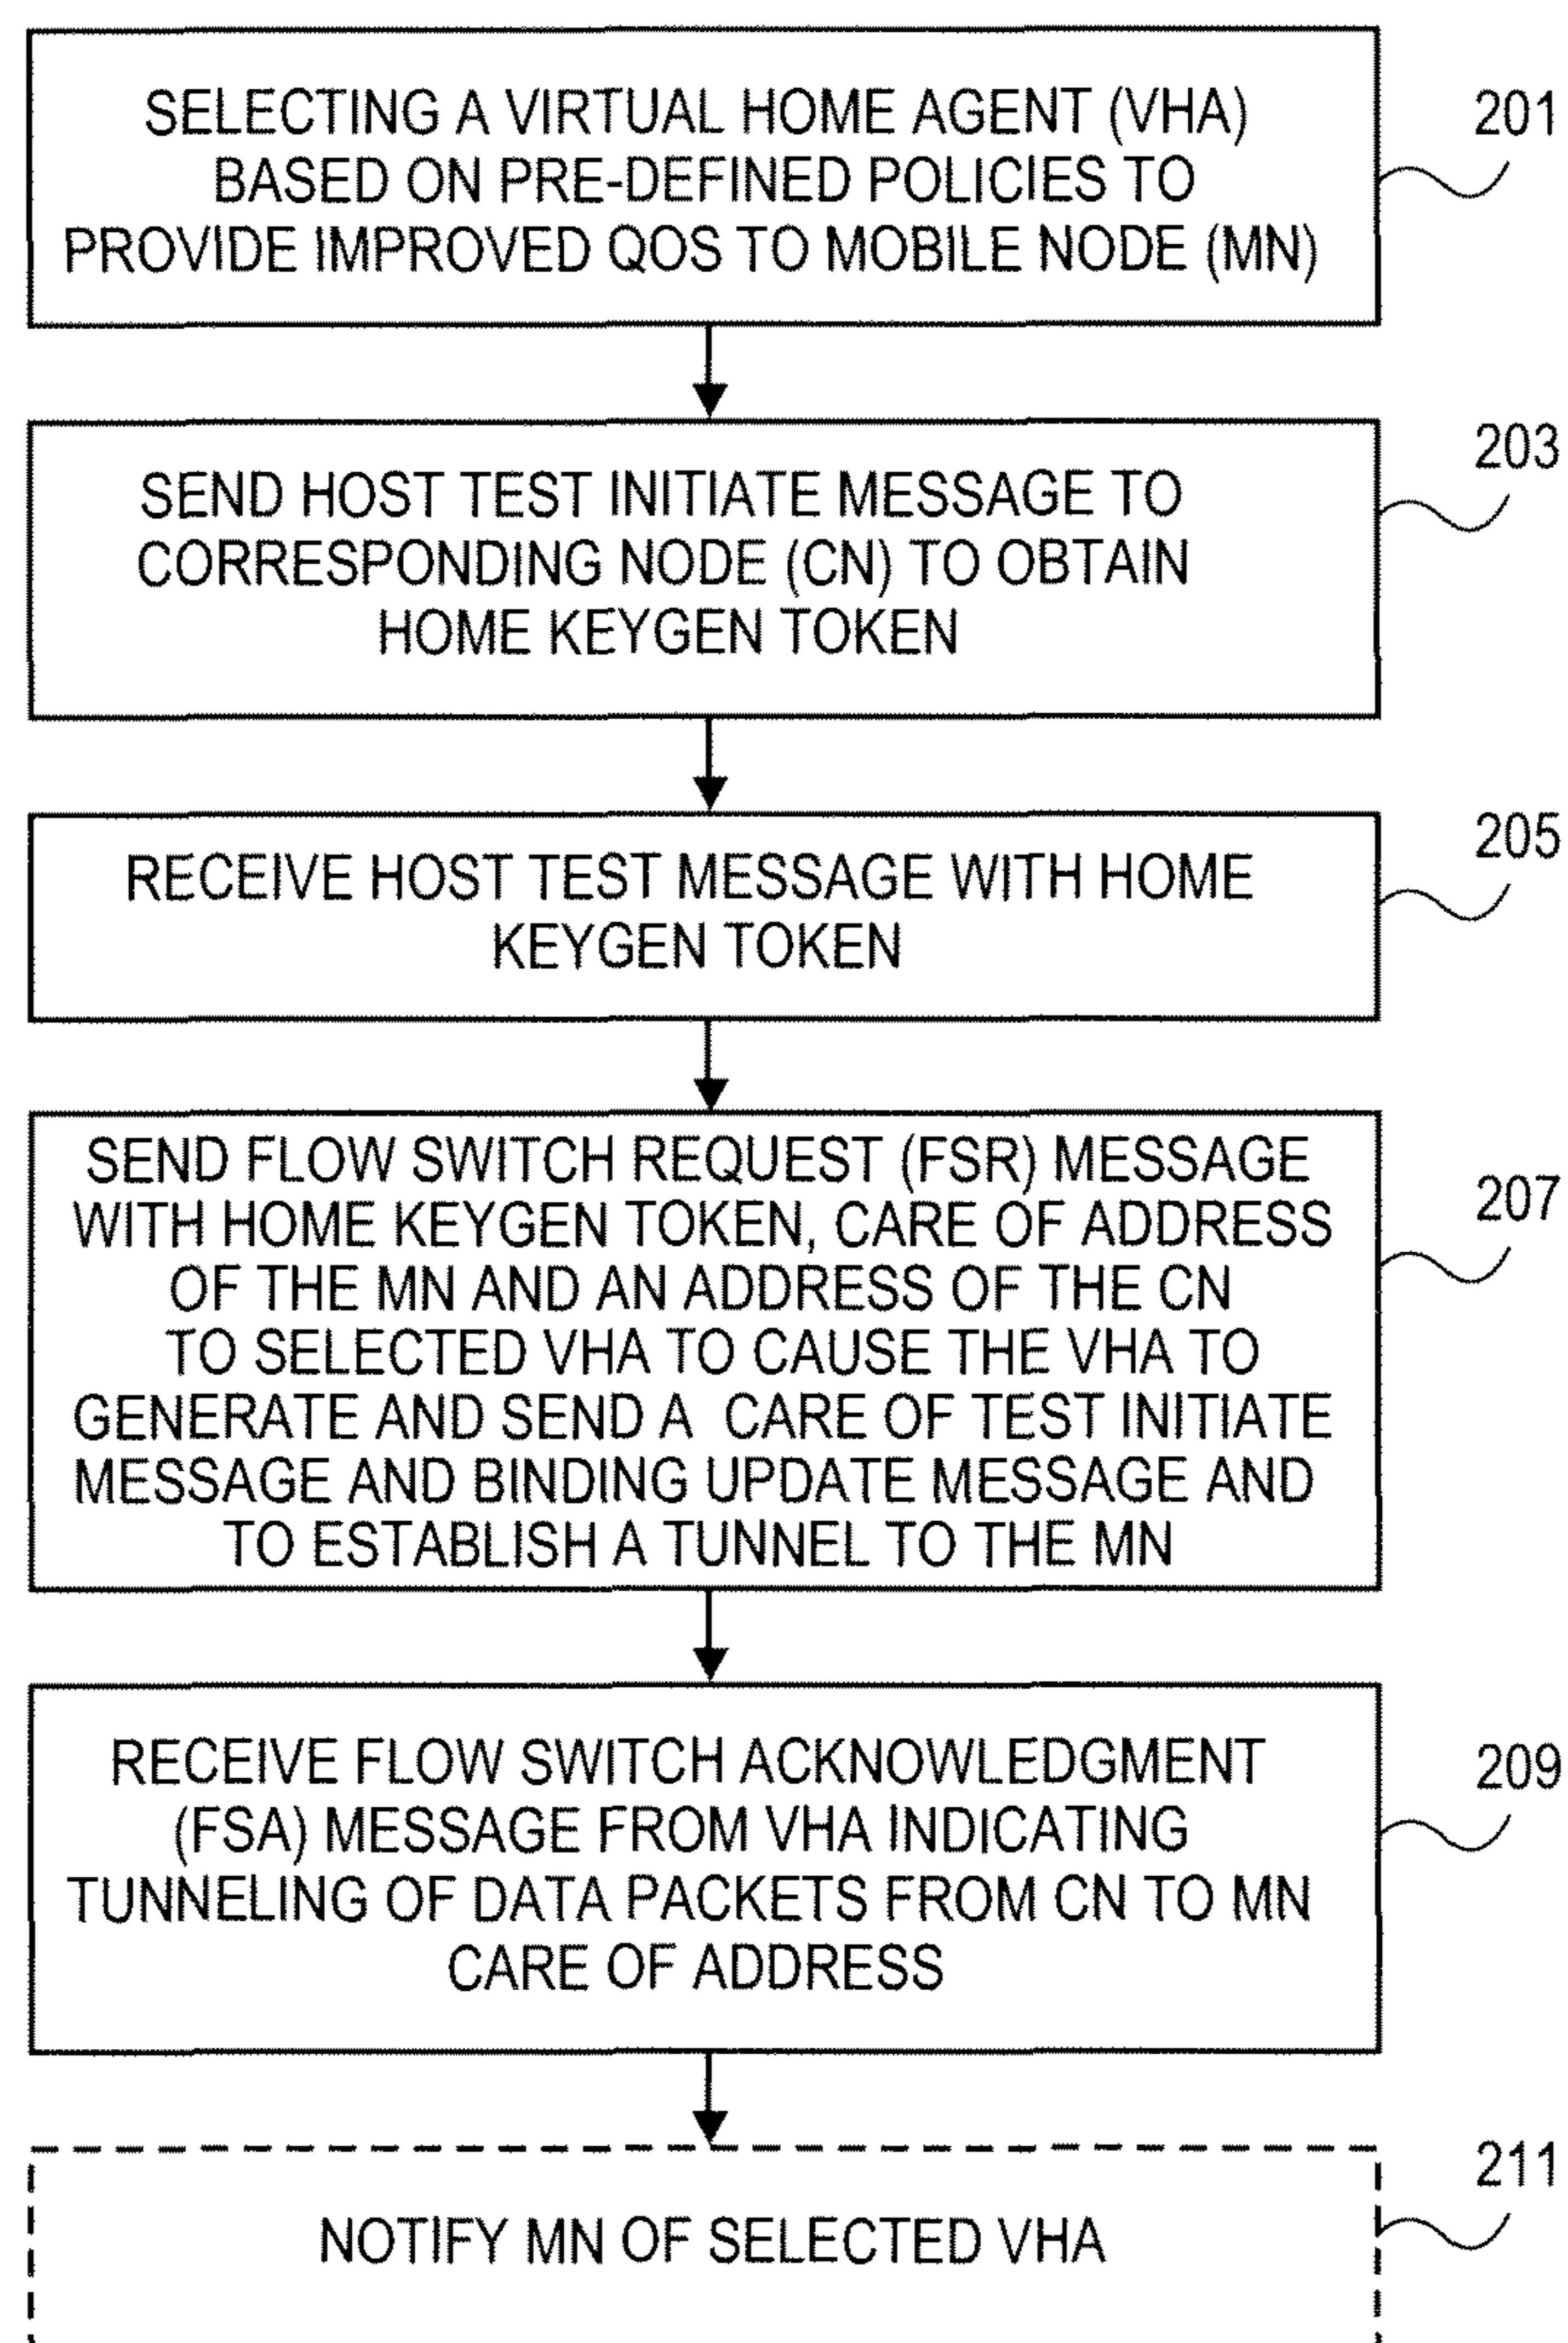 SELECTING A VIRTUAL HOME AGENT (VHA)
BASED ON PRE-DEFINED POLICIES TO
PROVIDE IMPROVED QOS TO MOBILE NODE (MN)
201
SEND HOST TEST INITIATE MESSAGE TO
CORRESPONDING NODE (CN) TO OBTAIN
HOME KEYGEN TOKEN
203
RECEIVE HOST TEST MESSAGE WITH HOME
KEYGEN TOKEN
205
SEND FLOW SWITCH REQUEST (FSR) MESSAGE
WITH HOME KEYGEN TOKEN, CARE OF ADDRESS
OF THE MN AND AN ADDRESS OF THE CN
TO SELECTED VHA TO CAUSE THE VHA TO
GENERATE AND SEND A CARE OF TEST INITIATE
MESSAGE AND BINDING UPDATE MESSAGE AND
TO ESTABLISH A TUNNEL TO THE MN
207
RECEIVE FLOW SWITCH ACKNOWLEDGMENT
(FSA) MESSAGE FROM VHA INDICATING
TUNNELING OF DATA PACKETS FROM CN TO MN
CARE OF ADDRESS
209
NOTIFY MN OF SELECTED VHA
211